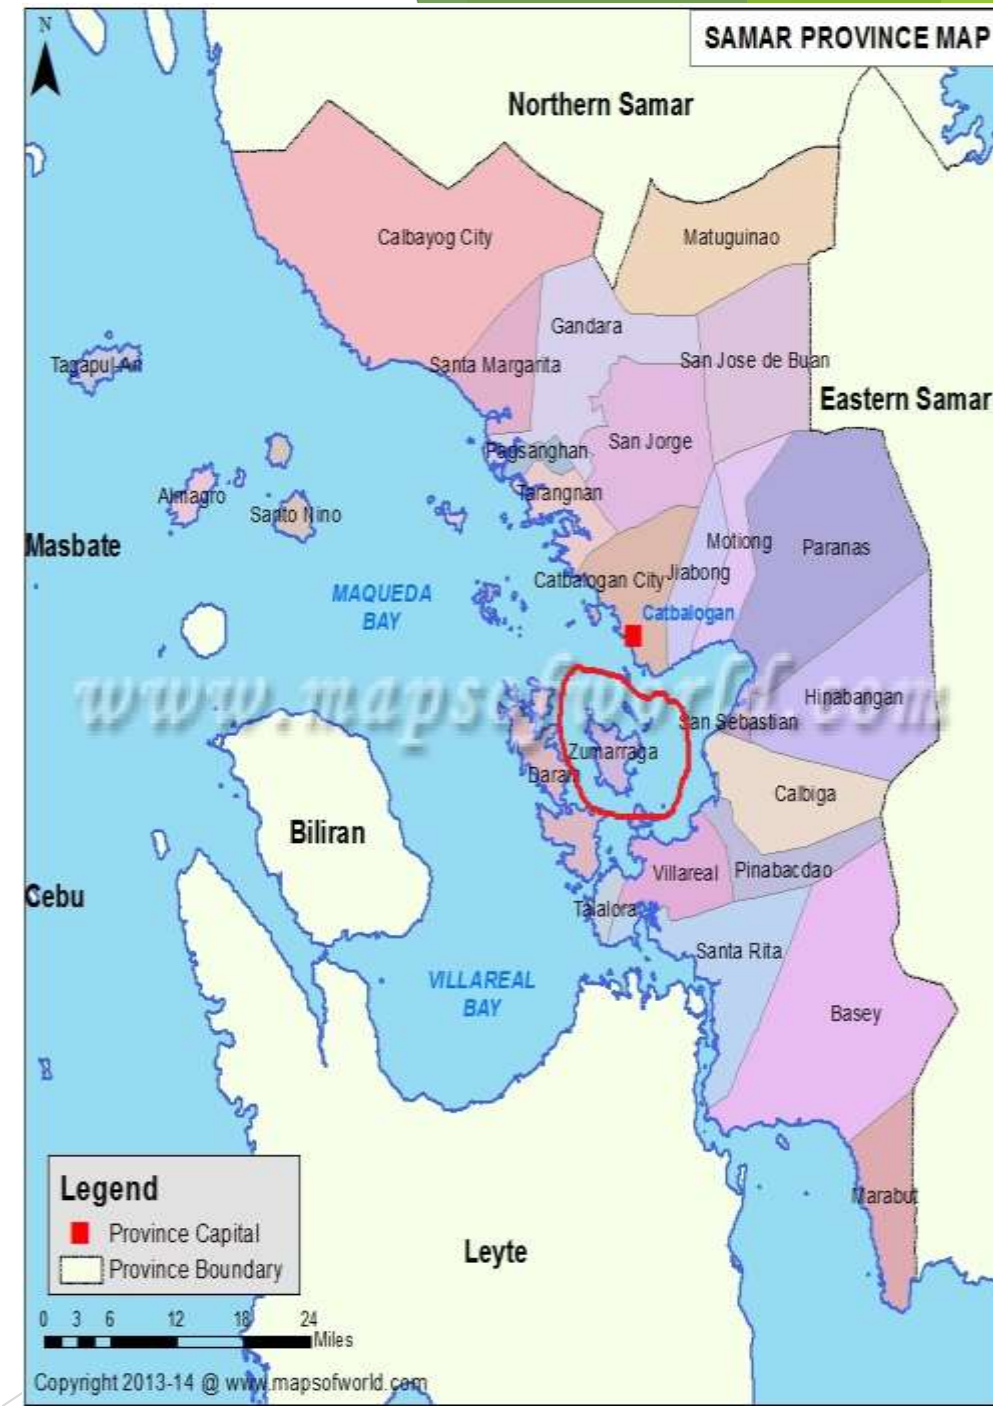 N
SAMAR PROVINCE MAP
Northern Samar
Calbayog City
Matuguinao
Gandara
Santa Margarita
San Jose de Buan
Tagapul-An
Eastern Samar
San Jorge
Pagsanghan
Tarangnan
Almagro
Santo Nino
Masbate
Motiong
Paranas
Jiabong
Catbalogan City
MAQUEDA
BAY
Catbalogan
www.mapsofworld.com
Hinabangan
San Sebastian
Zumarraga
Daram
Calbiga
Biliran
Villareal
Pinabacdao
Cebu
Talalora
Santa Rita
VILLAREAL
BAY
Basey
Marabut
Leyte
Legend
Province Capital
Province Boundary
0 3 6 12 18 24
Miles
Copyright 2013-14 @ www.mapsofworld.com